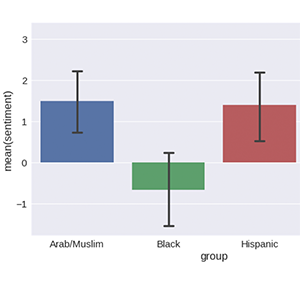 3
2
1
0
−1
mean(sentiment)
Arab/Muslim Black Hispanic
group